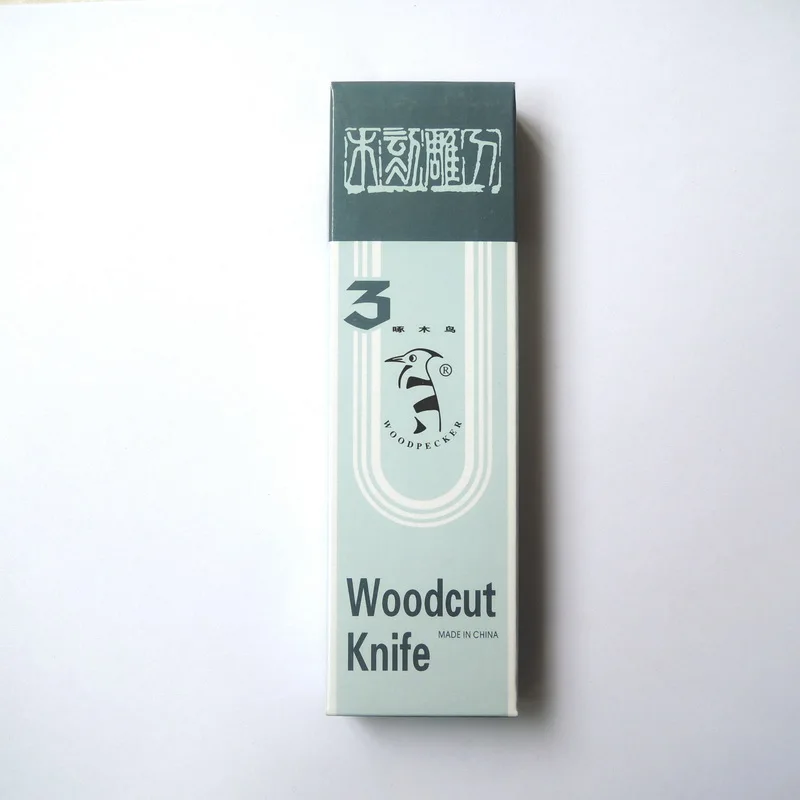 木刻雕刀
3
啄木鸟
®
WOODPECKER
Woodcut
MADE IN CHINA
Knife